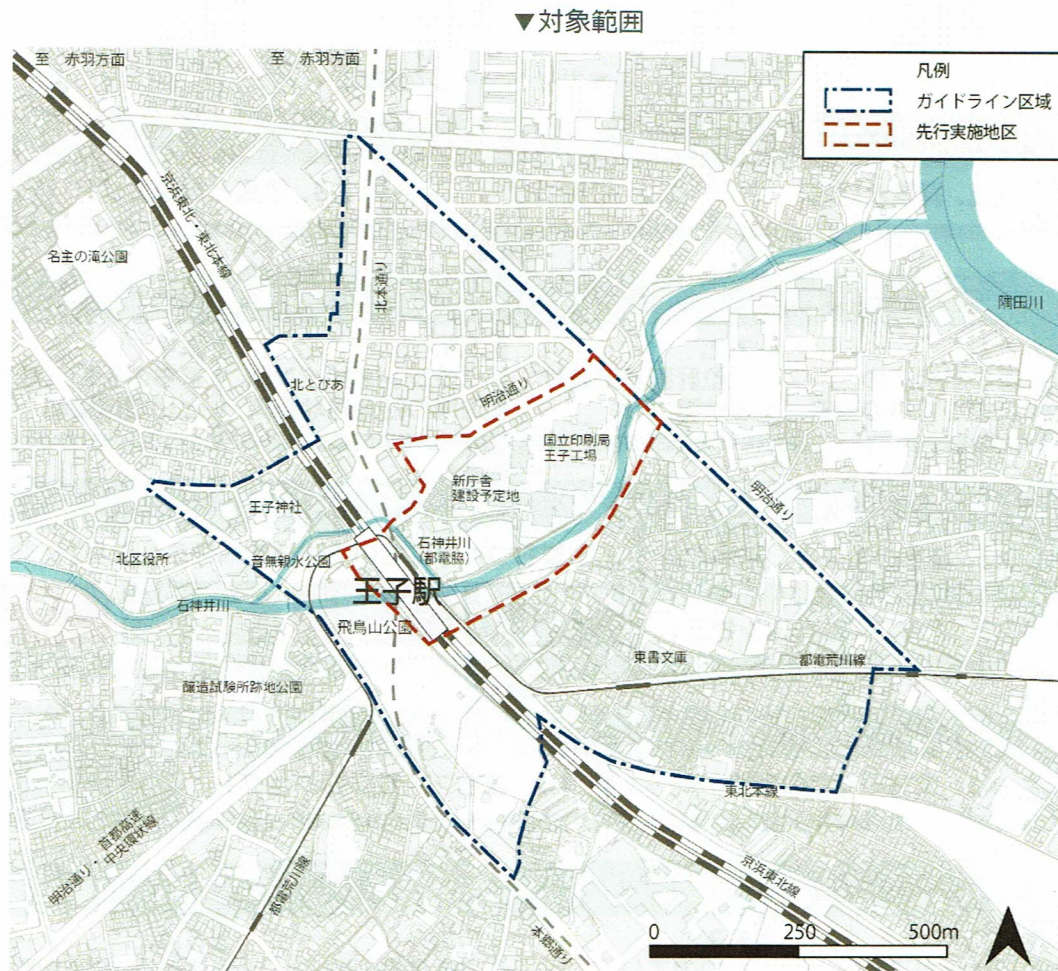 ▼対象範囲
至 赤羽方面
至 赤羽方面
凡例
ガイドライン区域
先行実施地区
京浜東北・東北本線
名主の滝公園
北本通り
隅田川
北とぴあ
明治通り
国立印刷局
王子工場
新庁舎
建設予定地
明治通り
王子神社
北区役所
音無親水公園
石神井川
(都電脇)
王子駅
石神井川
飛鳥山公園
東書文庫
都電荒川線
醸造試験所跡地公園
東北本線
明治通り・首都高速
中央環状線
都電荒川線
京浜東北線
本郷通り
0 250 500m